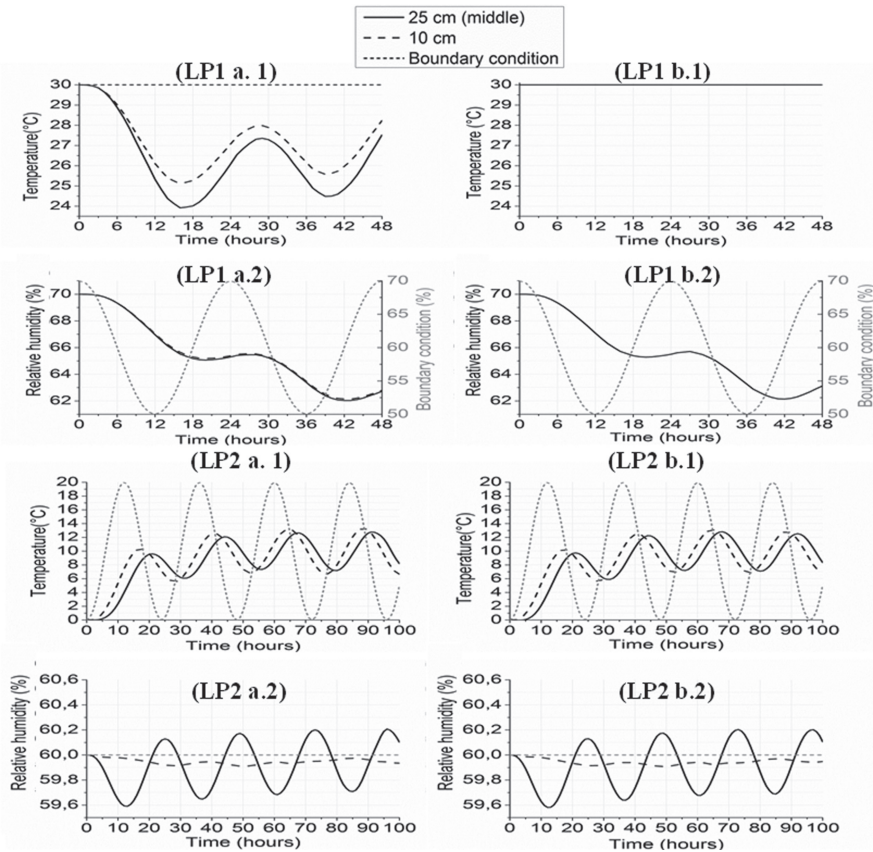 25 cm (middle)
10 cm
Boundary condition
(LP1 a. 1)
Temperature(°C)
30
29
28
27
26
25
24
0 6 12 18 24 30 36 42 48
Time (hours)
(LP1 b.1)
Temperature (°C)
30
29
28
27
26
25
24
0 6 12 18 24 30 36 42 48
Time (hours)
(LP1 a.2)
Relative humidity (%)
70
68
66
64
62
0 6 12 18 24 30 36 42 48
Time (hours)
70
65
60
55
50
Boundary condition (%)
(LP1 b.2)
Relative humidity (%)
70
68
66
64
62
0 6 12 18 24 30 36 42 48
Time (hours)
70
65
60
55
50
Boundary condition (%)
(LP2 a. 1)
Temperature(°C)
20
18
16
14
12
10
8
6
4
2
0
0 10 20 30 40 50 60 70 80 90 100
Time (hours)
(LP2 b.1)
Temperature(°C)
20
18
16
14
12
10
8
6
4
2
0
0 10 20 30 40 50 60 70 80 90 100
Time (hours)
(LP2 a.2)
Relative humidity (%)
60,6
60,4
60,2
60,0
59,8
59,6
0 10 20 30 40 50 60 70 80 90 100
Time (hours)
(LP2 b.2)
Relative humidity (%)
60,6
60,4
60,2
60,0
59,8
59,6
0 10 20 30 40 50 60 70 80 90 100
Time (hours)